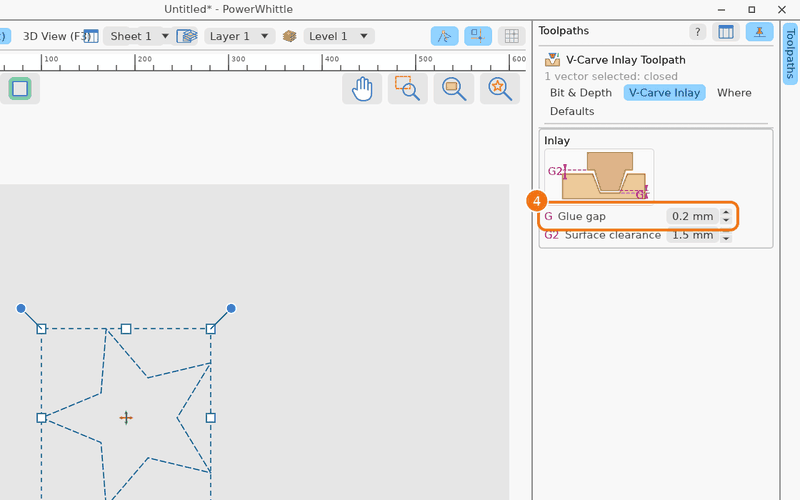 Untitled* - PowerWhittle
3D View (F3) Sheet 1 Layer 1 Level 1
100 200 300 400 500 600
Toolpaths ?
Toolpaths
V-Carve Inlay Toolpath
1 vector selected: closed
Bit & Depth V-Carve Inlay Where
Defaults
Inlay
G2
G
4
G Glue gap 0.2 mm
G2 Surface clearance 1.5 mm